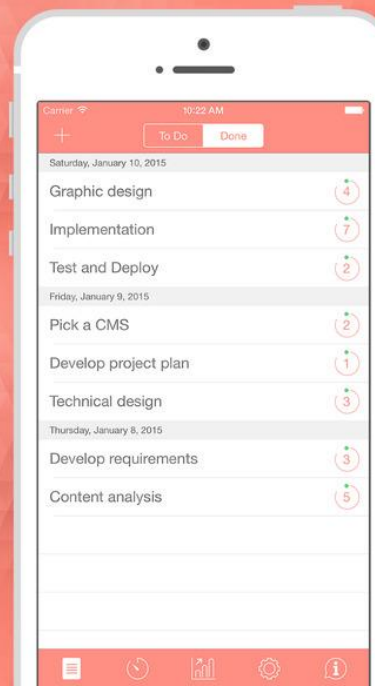 Carrier 10:22 AM
To Do Done
Saturday, January 10, 2015
Graphic design 4
Implementation 7
Test and Deploy 2
Friday, January 9, 2015
Pick a CMS 2
Develop project plan 1
Technical design 3
Thursday, January 8, 2015
Develop requirements 3
Content analysis 5